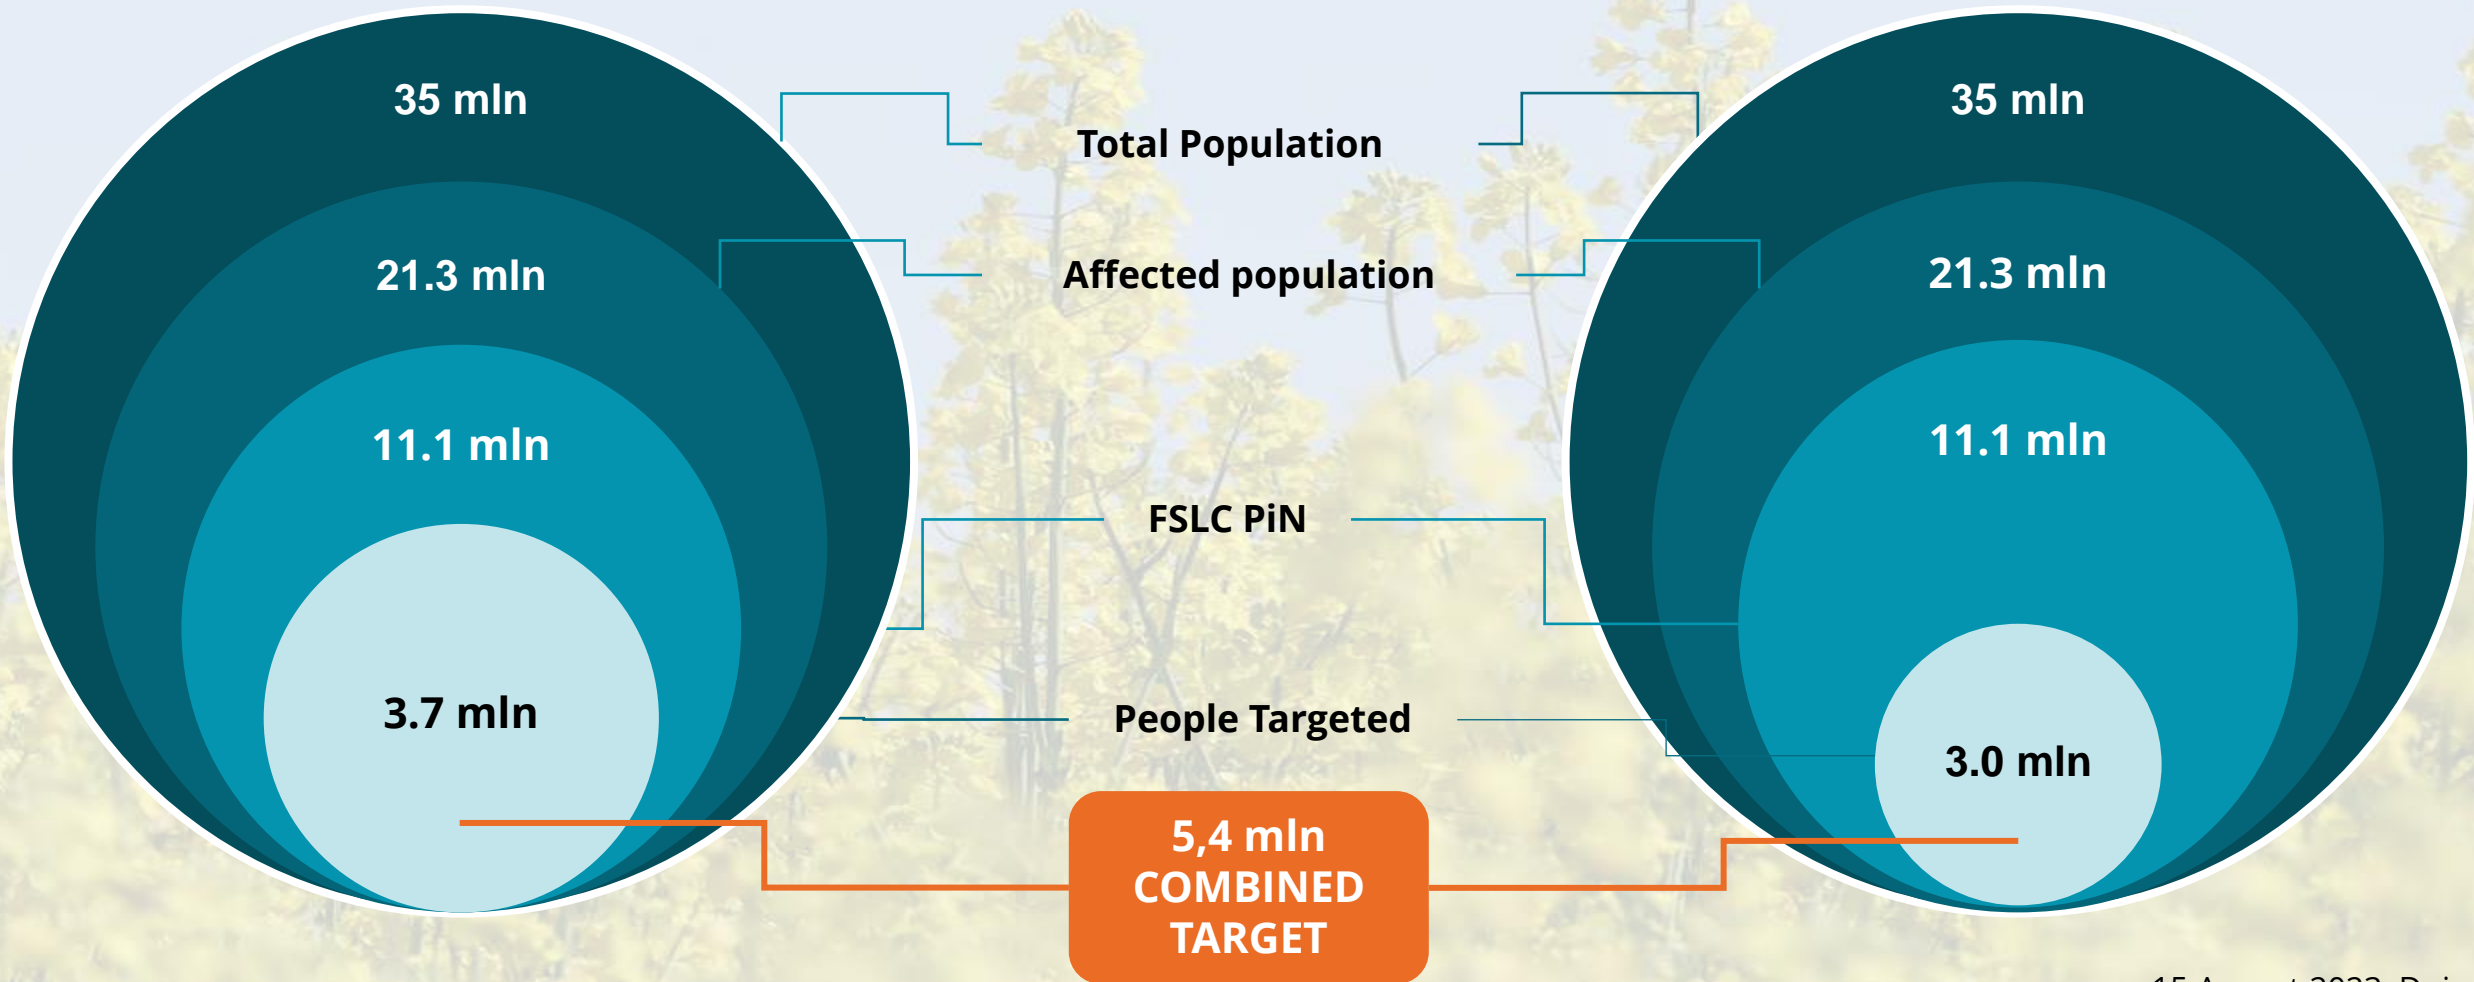 35 mln
21.3 mln
11.1 mln
3.7 mln
Total Population
Affected population
FSLC PiN
People Targeted
5,4 mln
COMBINED
TARGET
35 mln
21.3 mln
11.1 mln
3.0 mln